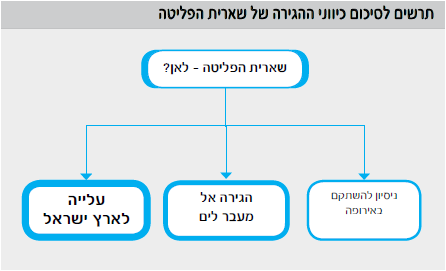 תרשים לסיכום כיווני ההגירה של שארית הפליטה
שארית הפליטה - לאן?
ניסיון להשתקם
באירופה
הגירה אל
מעבר לים
עלייה
לארץ ישראל